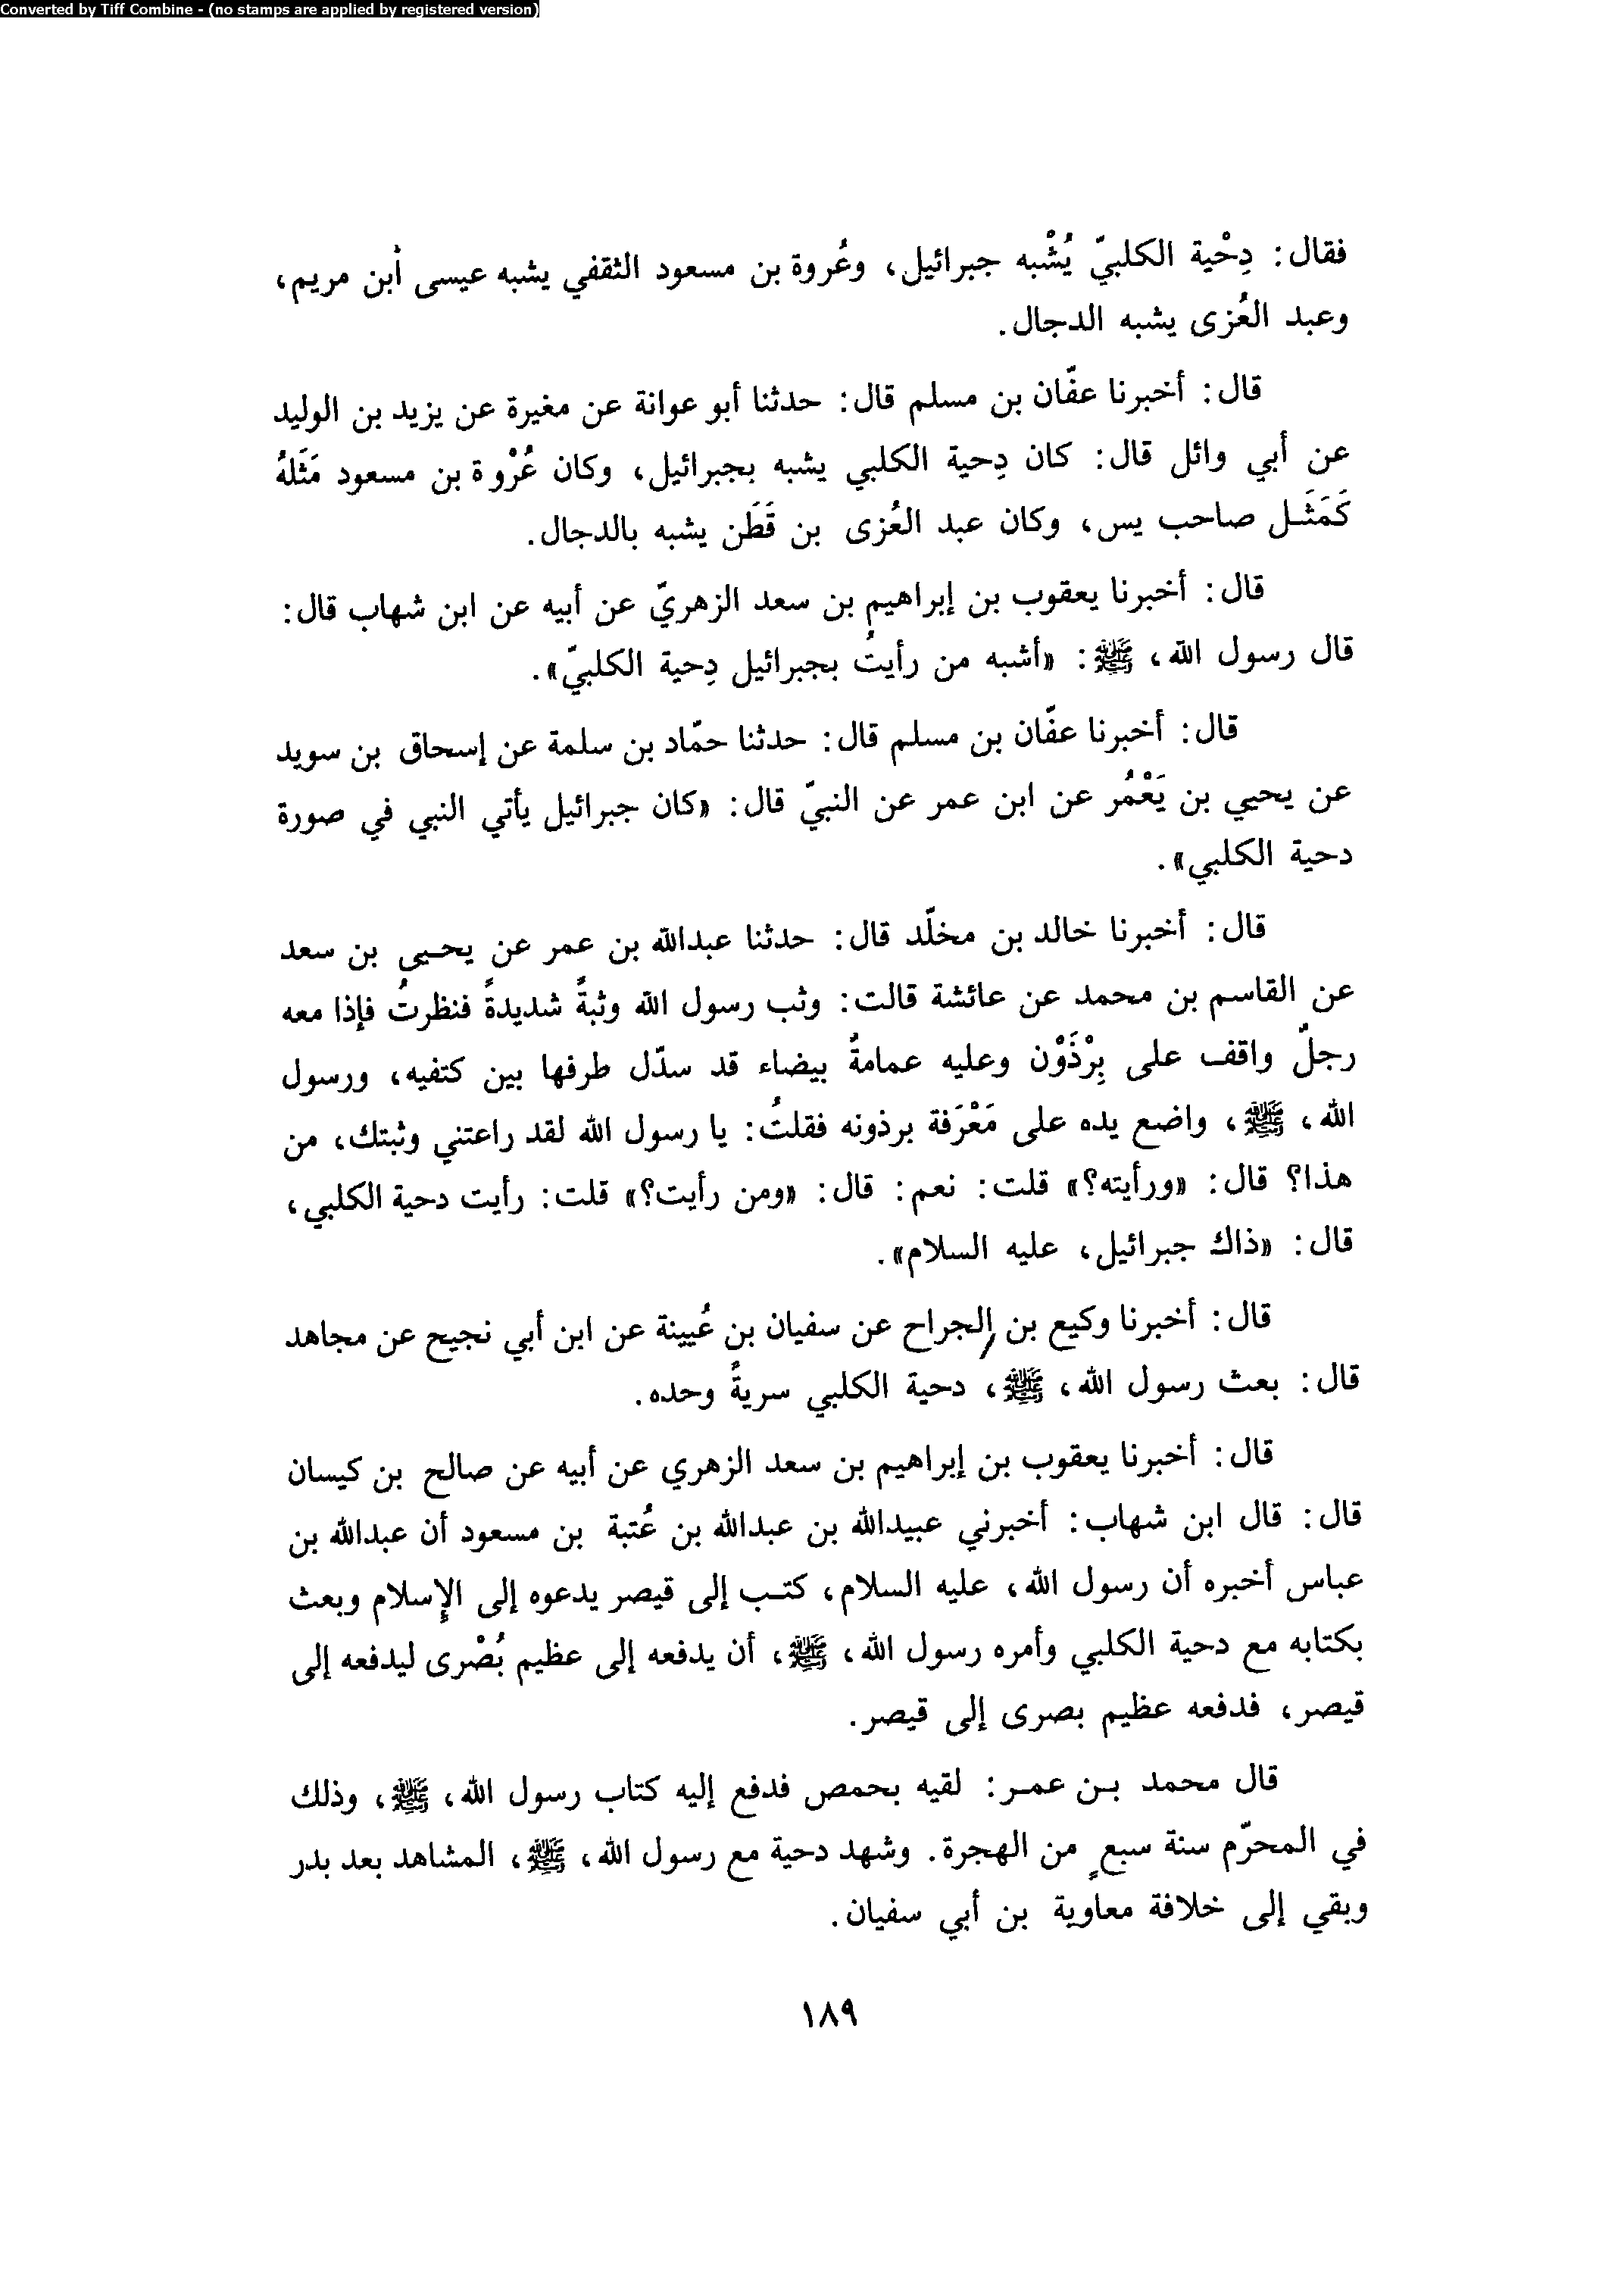 Converted by Tiff Combine - (no stamps are applied by registered version)
فقال: دِحْية الكلبيّ يُشْبه جبرائيل، وعُروة بن مسعود الثقفي يشبه عيسى أبن مريم،
وعبد العُزى يشبه الدجال.
قال: أخبرنا عفّان بن مسلم قال: حدثنا أبو عوانة عن مغيرة عن يزيد بن الوليد
عن أبي وائل قال: كان دِحية الكلبي يشبه بجبرائيل، وكان عُرْوة بن مسعود مَثَلهُ
كَمَثَل صاحب يس، وكان عبد العُزى بن قَطَن يشبه بالدجال.
قال: أخبرنا يعقوب بن إبراهيم بن سعد الزهريّ عن أبيه عن ابن شهاب قال:
قال رسول الله، ﷺ: «أشبه من رأيتُ بجبرائيل دِحية الكلبيّ».
قال: أخبرنا عفّان بن مسلم قال: حدثنا حمّاد بن سلمة عن إسحاق بن سويد
عن يحيي بن يَعْمُر عن ابن عمر عن النبيّ قال: «كان جبرائيل يأتي النبي في صورة
دحية الكلبي».
قال: أخبرنا خالد بن مخلّد قال: حدثنا عبدالله بن عمر عن يحيى بن سعد
عن القاسم بن محمد عن عائشة قالت: وثب رسول الله وثبةً شديدةً فنظرتُ فإذا معه
رجلٌ واقف على بِرْذَوْن وعليه عمامةٌ بيضاء قد سدّل طرفها بين كتفيه، ورسول
الله، ﷺ، واضع يده على مَعْرَفة برذونه فقلتُ: يا رسول الله لقد راعتني وثبتك، من
هذا؟ قال: «ورأيته؟» قلت: نعم: قال: «ومن رأيت؟» قلت: رأيت دحية الكلبي،
قال: «ذاك جبرائيل، عليه السلام».
قال: أخبرنا وكيع بن الجراح عن سفيان بن عُيينة عن ابن أبي نجيح عن مجاهد
قال: بعث رسول الله، ﷺ، دحية الكلبي سريةً وحده.
قال: أخبرنا يعقوب بن إبراهيم بن سعد الزهري عن أبيه عن صالح بن كيسان
قال: قال ابن شهاب: أخبرني عبيدالله بن عبدالله بن عُتبة بن مسعود أن عبدالله بن
عباس أخبره أن رسول الله، عليه السلام، كتب إلى قيصر يدعوه إلى الإسلام وبعث
بكتابه مع دحية الكلبي وأمره رسول الله، ﷺ، أن يدفعه إلى عظيم بُصْرى ليدفعه إلى
قيصر، فدفعه عظيم بصرى إلى قيصر.
قال محمد بن عمر: لقيه بحمص فدفع إليه كتاب رسول الله، ﷺ، وذلك
في المحرّم سنة سبعٍ من الهجرة. وشهد دحية مع رسول الله، ﷺ، المشاهد بعد بدر
وبقي إلى خلافة معاوية بن أبي سفيان.
١٨٩